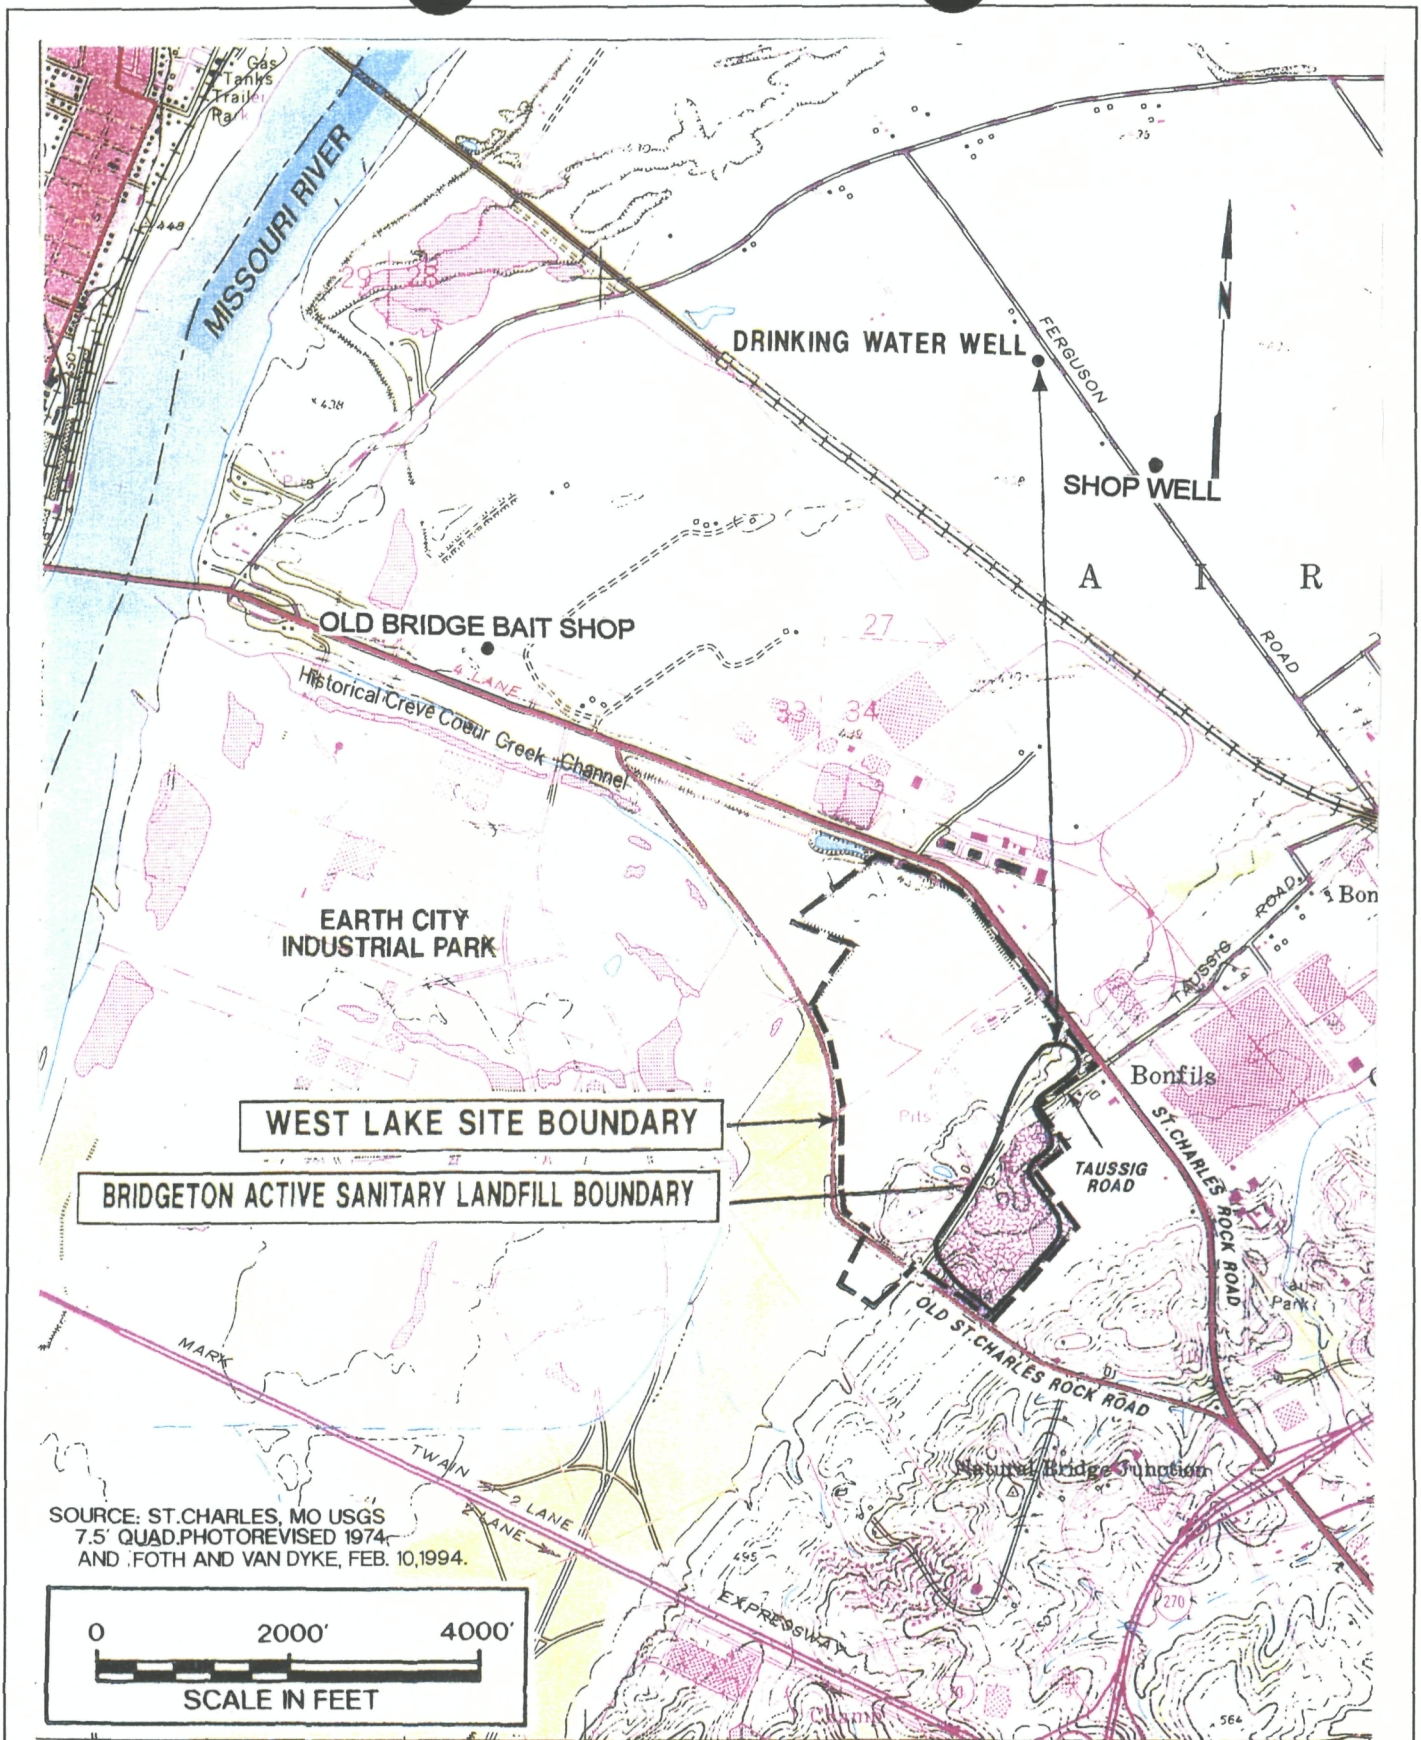 Gas
Tanks
Trailer
Park
MISSOURI RIVER
448
450
29
28
438
N
DRINKING WATER WELL
FERGUSON
SHOP WELL
Pits
A I R
OLD BRIDGE BAIT SHOP
27
ROAD
4 LANE
Historical Creve Coeur Creek Channel
33
34
EARTH CITY
INDUSTRIAL PARK
ROAD
Bon
TAUSSIG
Bonfils
WEST LAKE SITE BOUNDARY
Pits
ST.CHARLES ROCK ROAD
BRIDGETON ACTIVE SANITARY LANDFILL BOUNDARY
TAUSSIG
ROAD
Park
OLD ST.CHARLES ROCK ROAD
MARK
TWAIN
Natural Bridge Junction
2 LANE
2 LANE
SOURCE: ST.CHARLES, MO USGS
7.5' QUAD.PHOTOREVISED 1974,
AND FOTH AND VAN DYKE, FEB. 10,1994.
495
EXPRESSWAY
270
0 2000' 4000'
SCALE IN FEET
Champ
564